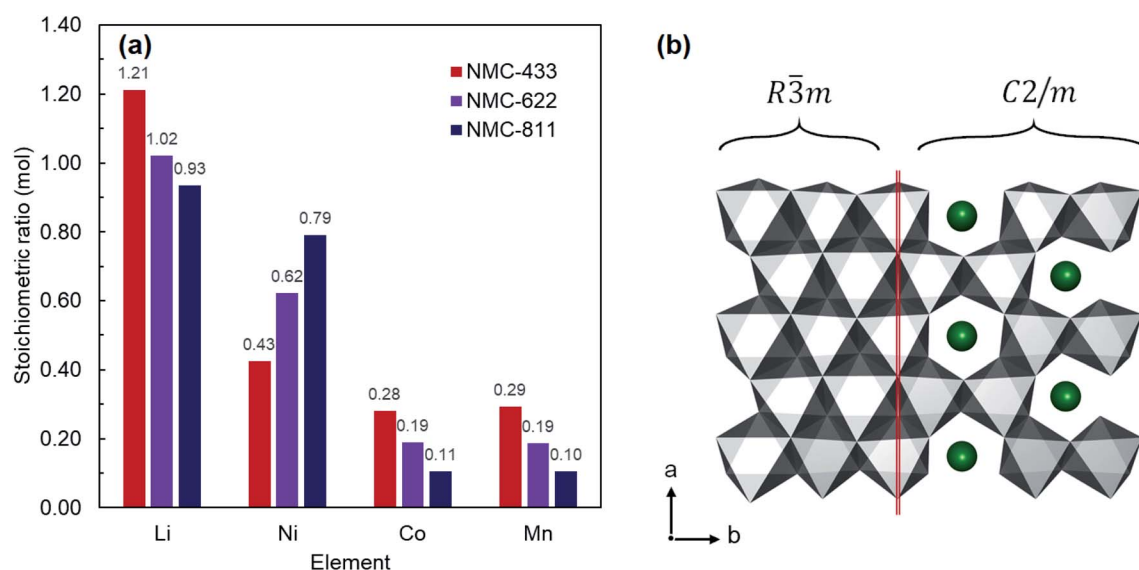 (a)
NMC-433
NMC-622
NMC-811
Stoichiometric ratio (mol)
1.40
1.20
1.00
0.80
0.60
0.40
0.20
0.00
1.21
1.02
0.93
0.43
0.62
0.79
0.28
0.19
0.11
0.29
0.19
0.10
Li Ni Co Mn
Element
(b)
R3̅m C2/m
a
b